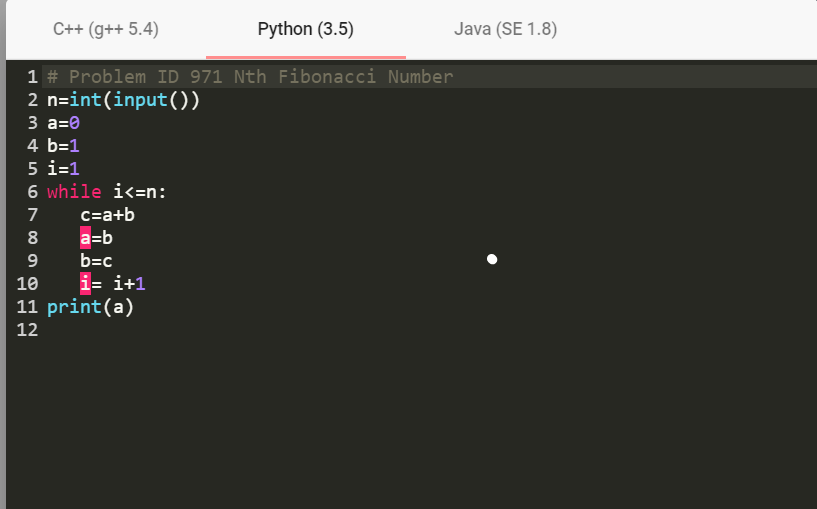 C++ (g++ 5.4) Python (3.5) Java (SE 1.8)
1 # Problem ID 971 Nth Fibonacci Number
2 n=int(input())
3 a=0
4 b=1
5 i=1
6 while i<=n:
7    c=a+b
8    a=b
9    b=c
10    i= i+1
11 print(a)
12